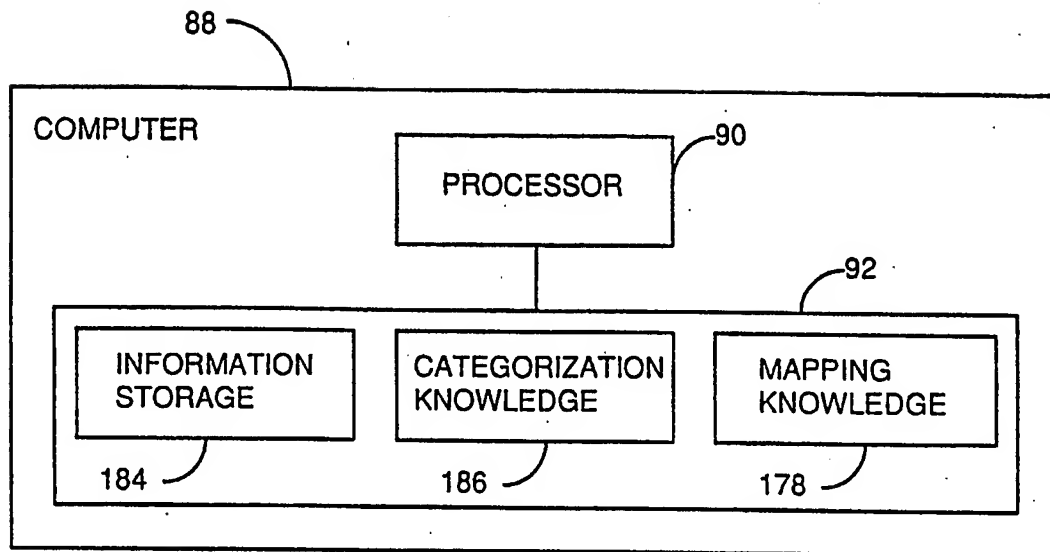 88
COMPUTER
90
PROCESSOR
92
INFORMATION
STORAGE
CATEGORIZATION
KNOWLEDGE
MAPPING
KNOWLEDGE
184
186
178